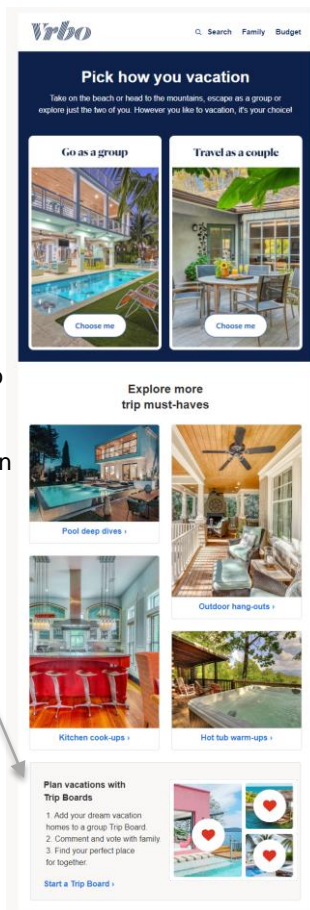 Vrbo
Search Family Budget
Pick how you vacation
Take on the beach or head to the mountains, escape as a group or
explore just the two of you. However you like to vacation, it's your choice!
Go as a group
Travel as a couple
Choose me
Choose me
Explore more
trip must-haves
Pool deep dives ›
Outdoor hang-outs ›
Kitchen cook-ups ›
Hot tub warm-ups ›
Plan vacations with
Trip Boards
1. Add your dream vacation
homes to a group Trip Board.
2. Comment and vote with family.
3. Find your perfect place
for together.
Start a Trip Board ›